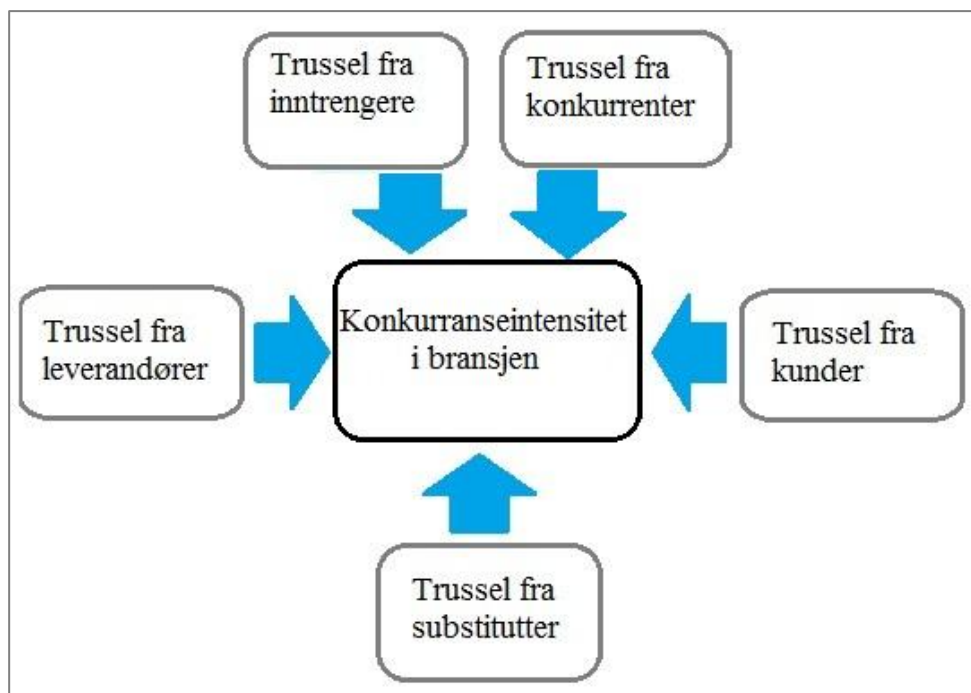 Trussel fra
inntrengere
Trussel fra
konkurrenter
Trussel fra
leverandører
Konkurranseintensitet
i bransjen
Trussel fra
kunder
Trussel fra
substitutter